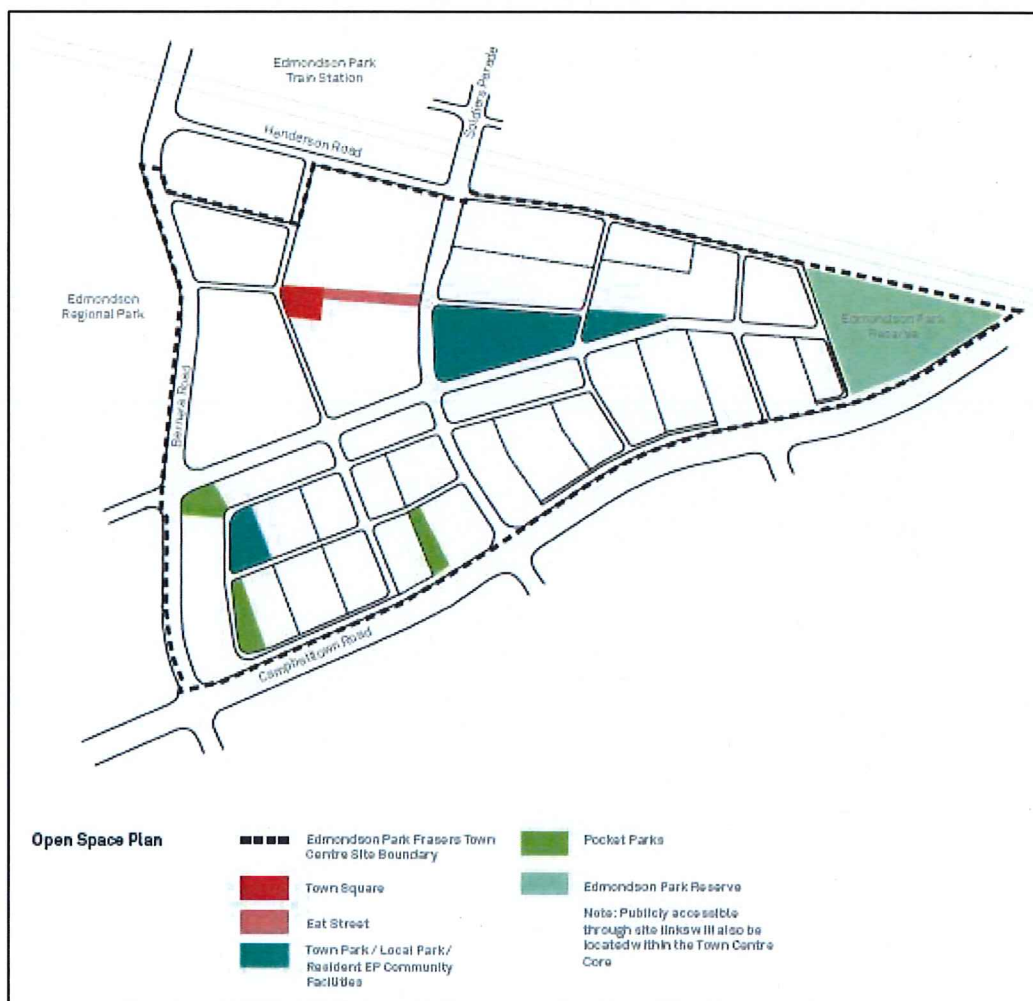 Edmondson Park
Train Station
Soldiers Parade
Henderson Road
Edmondson
Regional Park
Edmondson Park
Reserve
Bernera Road
Campbelltown Road
Open Space Plan
Edmondson Park Frasers Town
Centre Site Boundary
Town Square
Eat Street
Town Park / Local Park/
Resident EP Community
Facilities
Pocket Parks
Edmondson Park Reserve
Note: Publicly accessible
through site links will also be
located within the Town Centre
Core